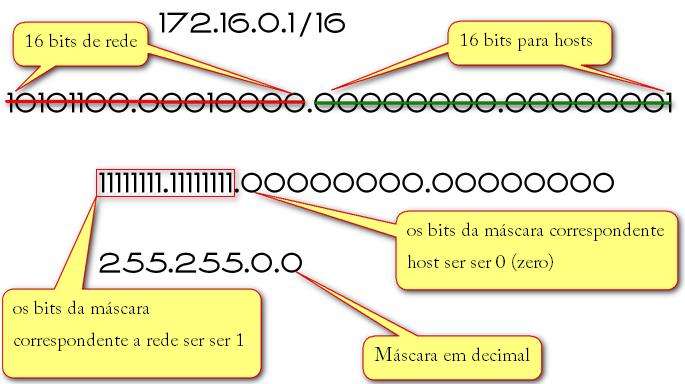 172.16.0.1/16
16 bits de rede
16 bits para hosts
10101100.00010000.00000000.00000001
11111111.11111111.00000000.00000000
os bits da máscara correspondente
host ser ser 0 (zero)
255.255.0.0
os bits da máscara
correspondente a rede ser ser 1
Máscara em decimal